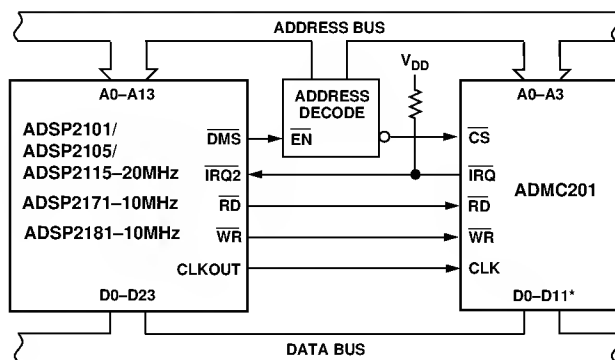 ADDRESS BUS
A0–A13
ADSP2101/
ADSP2105/
ADSP2115–20MHz
ADSP2171–10MHz
ADSP2181–10MHz
DMS
IRQ2
RD
WR
CLKOUT
D0–D23
ADDRESS
DECODE
EN
VDD
A0–A3
CS
IRQ
ADMC201
RD
WR
CLK
D0–D11*
DATA BUS